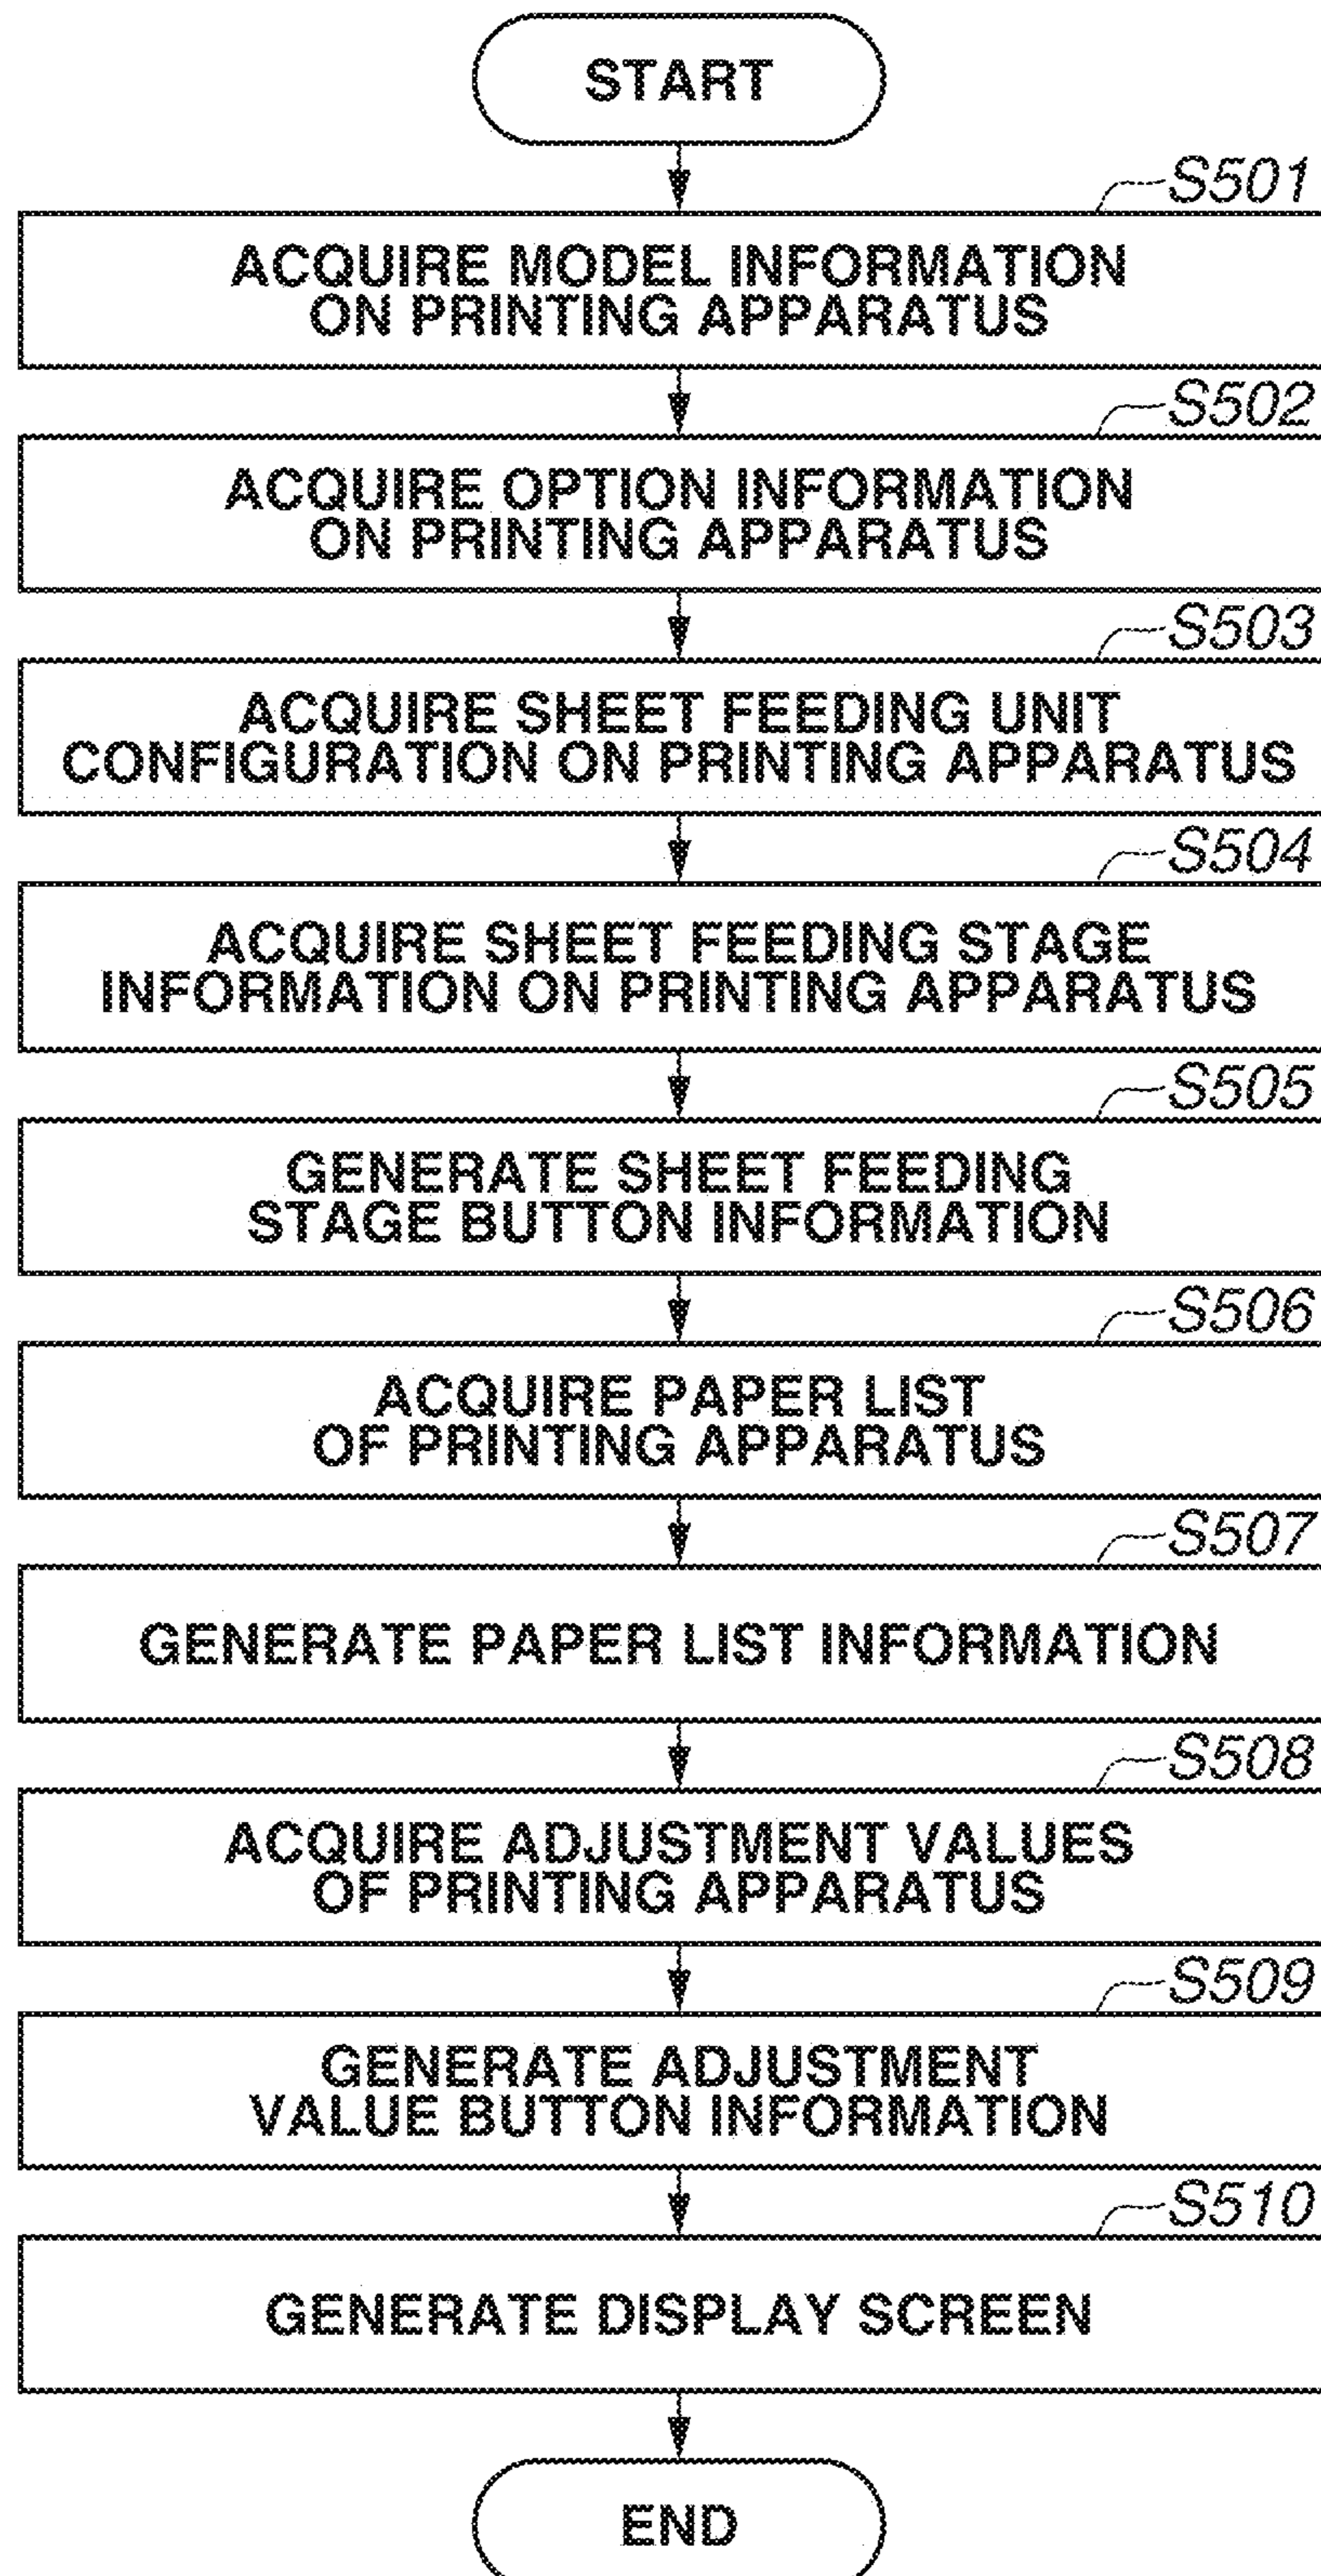 START
S501
ACQUIRE MODEL INFORMATION
ON PRINTING APPARATUS
S502
ACQUIRE OPTION INFORMATION
ON PRINTING APPARATUS
S503
ACQUIRE SHEET FEEDING UNIT
CONFIGURATION ON PRINTING APPARATUS
S504
ACQUIRE SHEET FEEDING STAGE
INFORMATION ON PRINTING APPARATUS
S505
GENERATE SHEET FEEDING
STAGE BUTTON INFORMATION
S506
ACQUIRE PAPER LIST
OF PRINTING APPARATUS
S507
GENERATE PAPER LIST INFORMATION
S508
ACQUIRE ADJUSTMENT VALUES
OF PRINTING APPARATUS
S509
GENERATE ADJUSTMENT
VALUE BUTTON INFORMATION
S510
GENERATE DISPLAY SCREEN
END